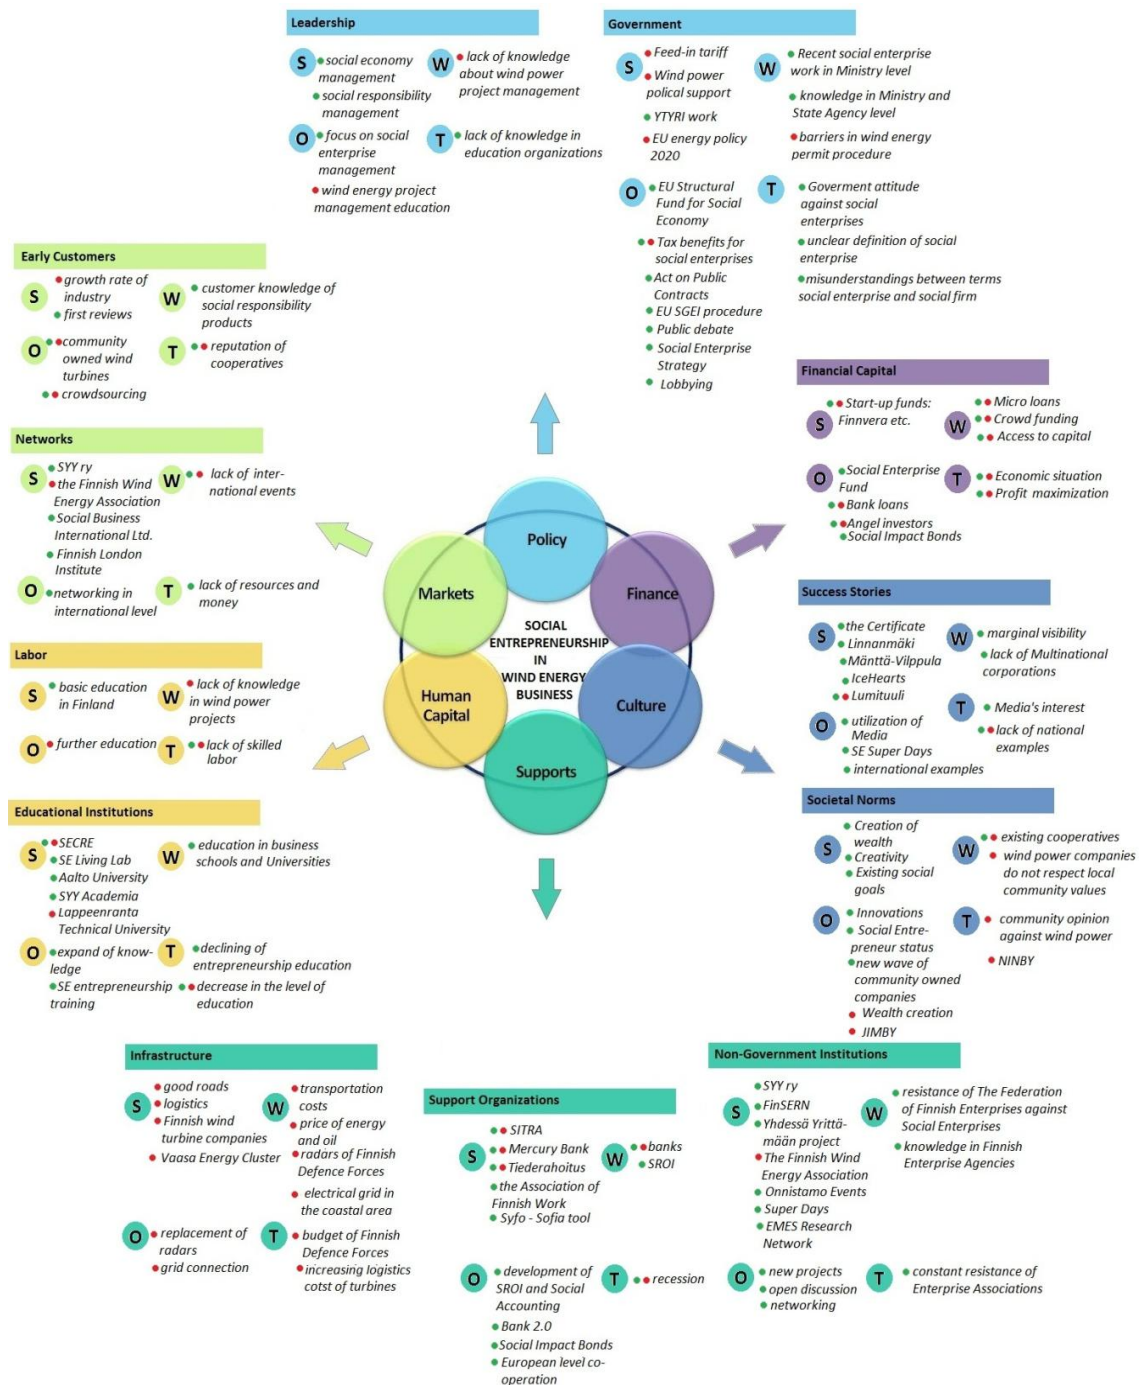 Leadership
S
social economy
management
social responsibility
management
W
lack of knowledge
about wind power
project management
O
focus on social
enterprise
management
wind energy project
management education
T
lack of knowledge in
education organizations
Government
S
Feed-in tariff
Wind power
polical support
YTYRI work
EU energy policy
2020
W
Recent social enterprise
work in Ministry level
knowledge in Ministry and
State Agency level
barriers in wind energy
permit procedure
O
EU Structural
Fund for Social
Economy
Tax benefits for
social enterprises
Act on Public
Contracts
EU SGEI procedure
Public debate
Social Enterprise
Strategy
Lobbying
T
Goverment attitude
against social
enterprises
unclear definition of social
enterprise
misunderstandings between terms
social enterprise and social firm
Early Customers
S
growth rate of
industry
first reviews
W
customer knowledge of
social responsibility
products
O
community
owned wind
turbines
crowdsourcing
T
reputation of
cooperatives
Financial Capital
S
Start-up funds:
Finnvera etc.
W
Micro loans
Crowd funding
Access to capital
O
Social Enterprise
Fund
Bank loans
Angel investors
Social Impact Bonds
T
Economic situation
Profit maximization
Networks
S
SYY ry
the Finnish Wind
Energy Association
Social Business
International Ltd.
Finnish London
Institute
W
lack of inter-
national events
O
networking in
international level
T
lack of resources and
money
Policy
Markets
Finance
SOCIAL
ENTREPRENEURSHIP
IN
WIND ENERGY
BUSINESS
Human
Capital
Culture
Supports
Success Stories
S
the Certificate
Linnanmäki
Mänttä-Vilppula
IceHearts
Lumituuli
W
marginal visibility
lack of Multinational
corporations
O
utilization of
Media
SE Super Days
international examples
T
Media's interest
lack of national
examples
Labor
S
basic education
in Finland
W
lack of knowledge
in wind power
projects
O
further education
T
lack of skilled
labor
Educational Institutions
S
SECRE
SE Living Lab
Aalto University
SYY Academia
Lappeenranta
Technical University
W
education in business
schools and Universities
O
expand of know-
ledge
SE entrepreneurship
training
T
declining of
entrepreneurship education
decrease in the level of
education
Societal Norms
S
Creation of
wealth
Creativity
Existing social
goals
W
existing cooperatives
wind power companies
do not respect local
community values
O
Innovations
Social Entre-
preneur status
new wave of
community owned
companies
Wealth creation
JIMBY
T
community opinion
against wind power
NINBY
Infrastructure
S
good roads
logistics
Finnish wind
turbine companies
Vaasa Energy Cluster
W
transportation
costs
price of energy
and oil
radars of Finnish
Defence Forces
electrical grid in
the coastal area
O
replacement of
radars
grid connection
T
budget of Finnish
Defence Forces
increasing logistics
cotst of turbines
Support Organizations
S
SITRA
Mercury Bank
Tiederahoitus
the Association of
Finnish Work
Syfo - Sofia tool
W
banks
SROI
O
development of
SROI and Social
Accounting
Bank 2.0
Social Impact Bonds
European level co-
operation
T
recession
Non-Government Institutions
S
SYY ry
FinSERN
Yhdessä Yrittä-
mään project
The Finnish Wind
Energy Association
Onnistamo Events
Super Days
EMES Research
Network
W
resistance of The Federation
of Finnish Enterprises against
Social Enterprises
knowledge in Finnish
Enterprise Agencies
O
new projects
open discussion
networking
T
constant resistance of
Enterprise Associations